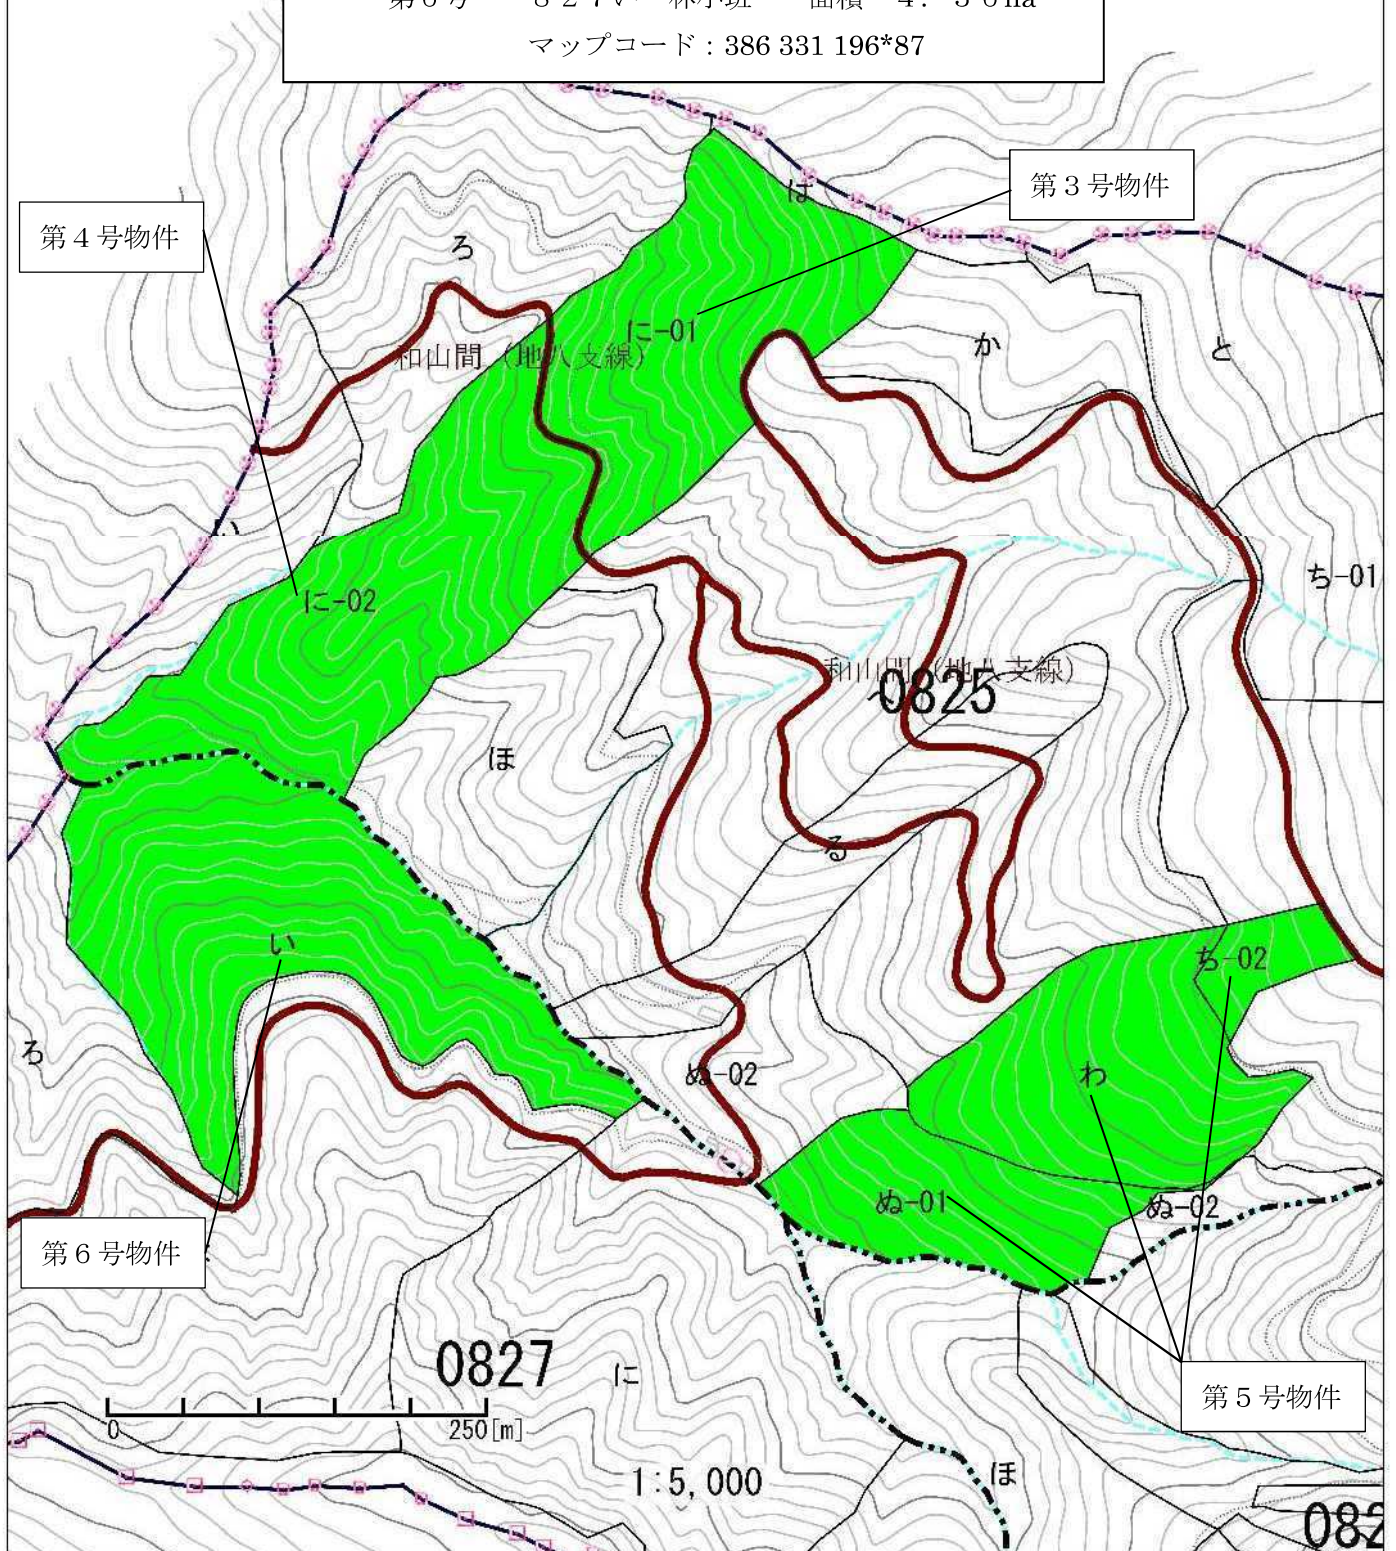 マップコード：386 331 196*87
は
第３号物件
第４号物件
ろ
に-01
和山間（地八支線）
か
と
い
に-02
ち-01
和山間（地八支線）
0825
ほ
る
い
ち-02
ろ
ぬ-02
わ
ぬ-01
ぬ-02
第６号物件
0827
に
第５号物件
0
250[m]
1:5,000
ほ
082